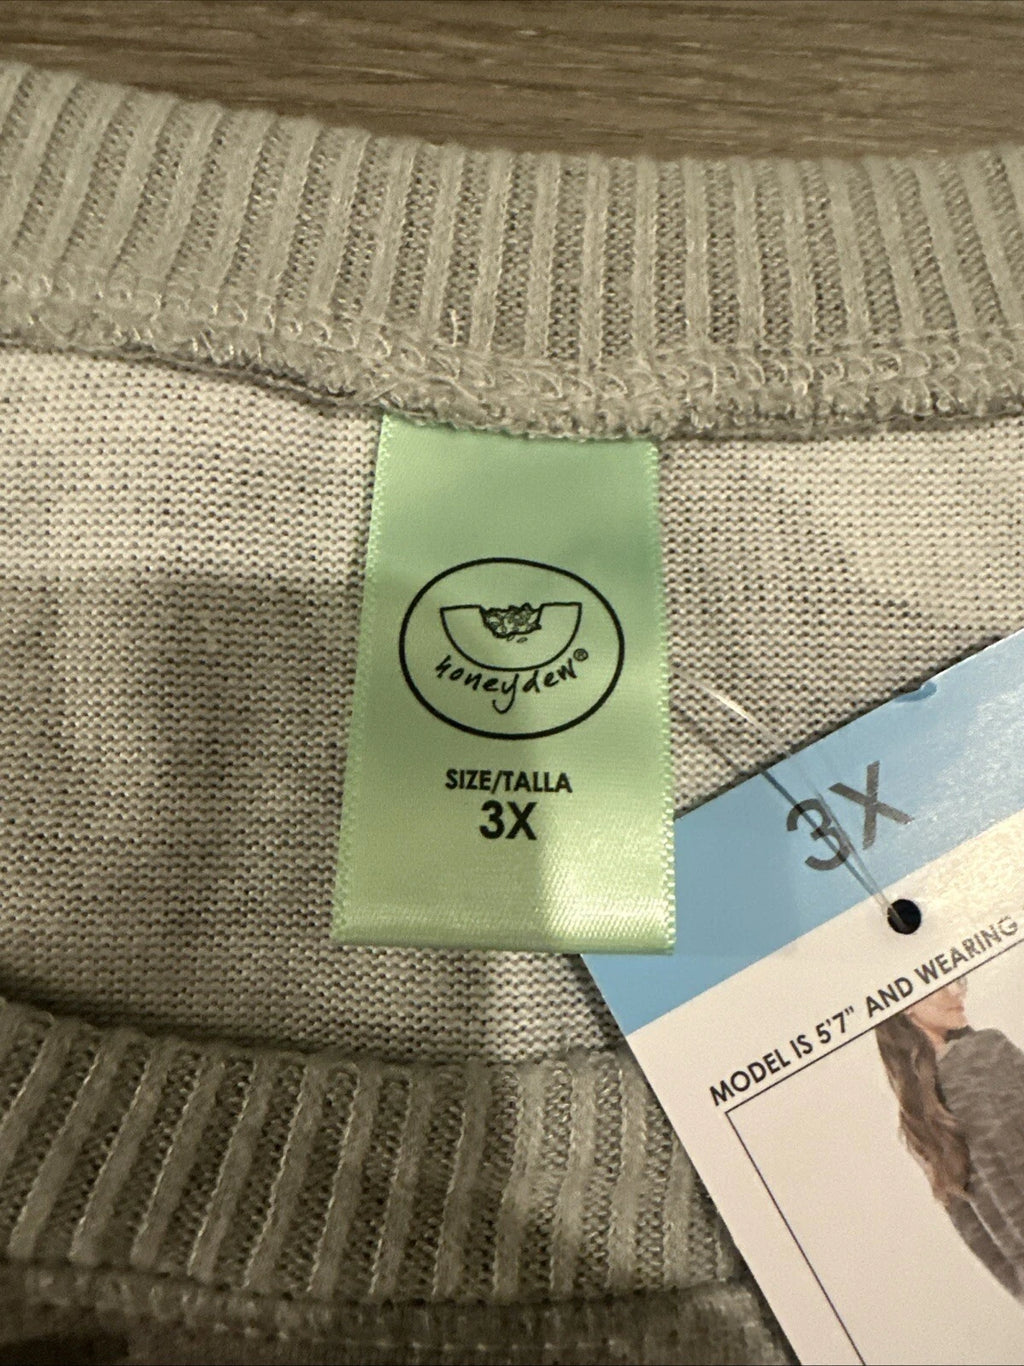 honeydew®
SIZE/TALLA
3X
3X
MODEL IS 5'7" AND WEARING